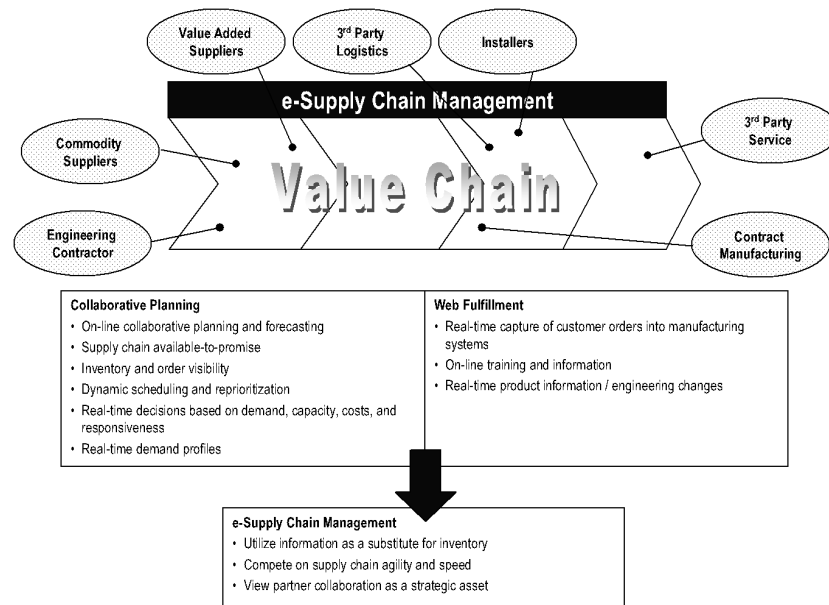 Value Added
Suppliers
3rd Party
Logistics
Installers
e-Supply Chain Management
Commodity
Suppliers
3rd Party
Service
Value Chain
Engineering
Contractor
Contract
Manufacturing
Collaborative Planning
• On-line collaborative planning and forecasting
• Supply chain available-to-promise
• Inventory and order visibility
• Dynamic scheduling and reprioritization
• Real-time decisions based on demand, capacity, costs, and
responsiveness
• Real-time demand profiles
Web Fulfillment
• Real-time capture of customer orders into manufacturing
systems
• On-line training and information
• Real-time product information / engineering changes
e-Supply Chain Management
• Utilize information as a substitute for inventory
• Compete on supply chain agility and speed
• View partner collaboration as a strategic asset